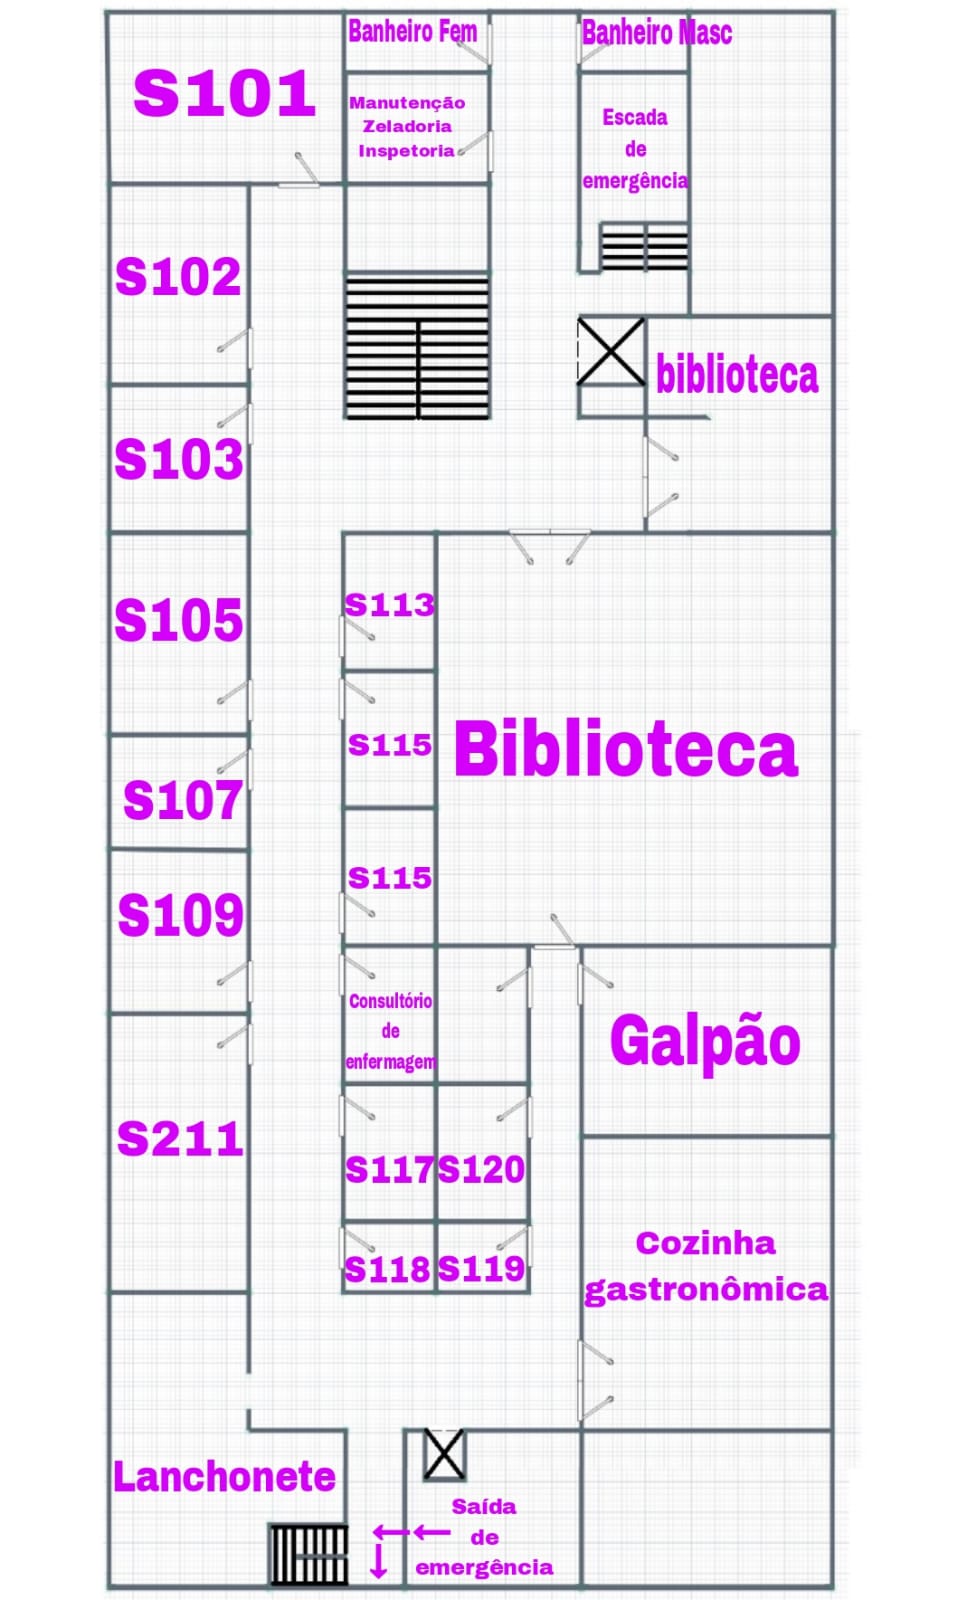 Banheiro Fem
Banheiro Masc
S101
Manutenção
Zeladoria
Inspetoria
Escada
de
emergência
S102
biblioteca
S103
S105
S113
S115
Biblioteca
S107
S115
S109
Consultório
de
enfermagem
Galpão
S211
S117
S120
Cozinha
gastronômica
S118
S119
Lanchonete
Saída
de
emergência